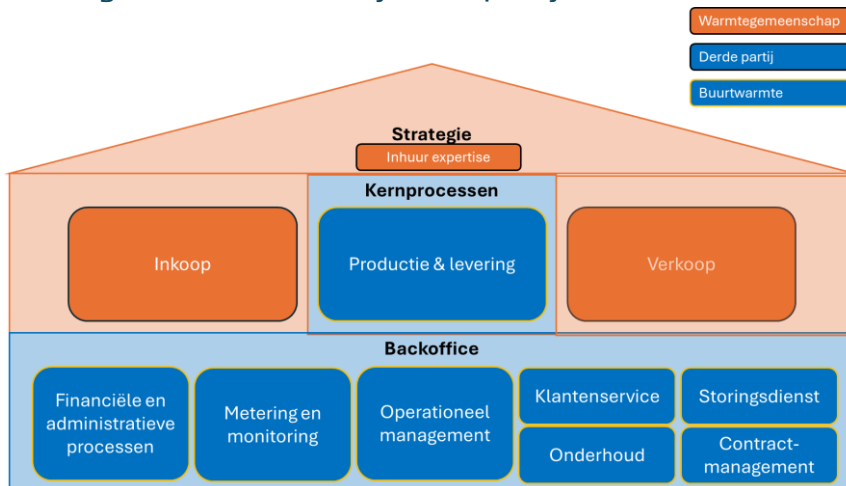 Warmtegemeenschap
Derde partij
Buurtwarmte
Strategie
Inhuur expertise
Kernprocessen
Inkoop
Productie & levering
Verkoop
Backoffice
Financiële en
administratieve
processen
Metering en
monitoring
Operationeel
management
Klantenservice
Storingsdienst
Onderhoud
Contract-
management